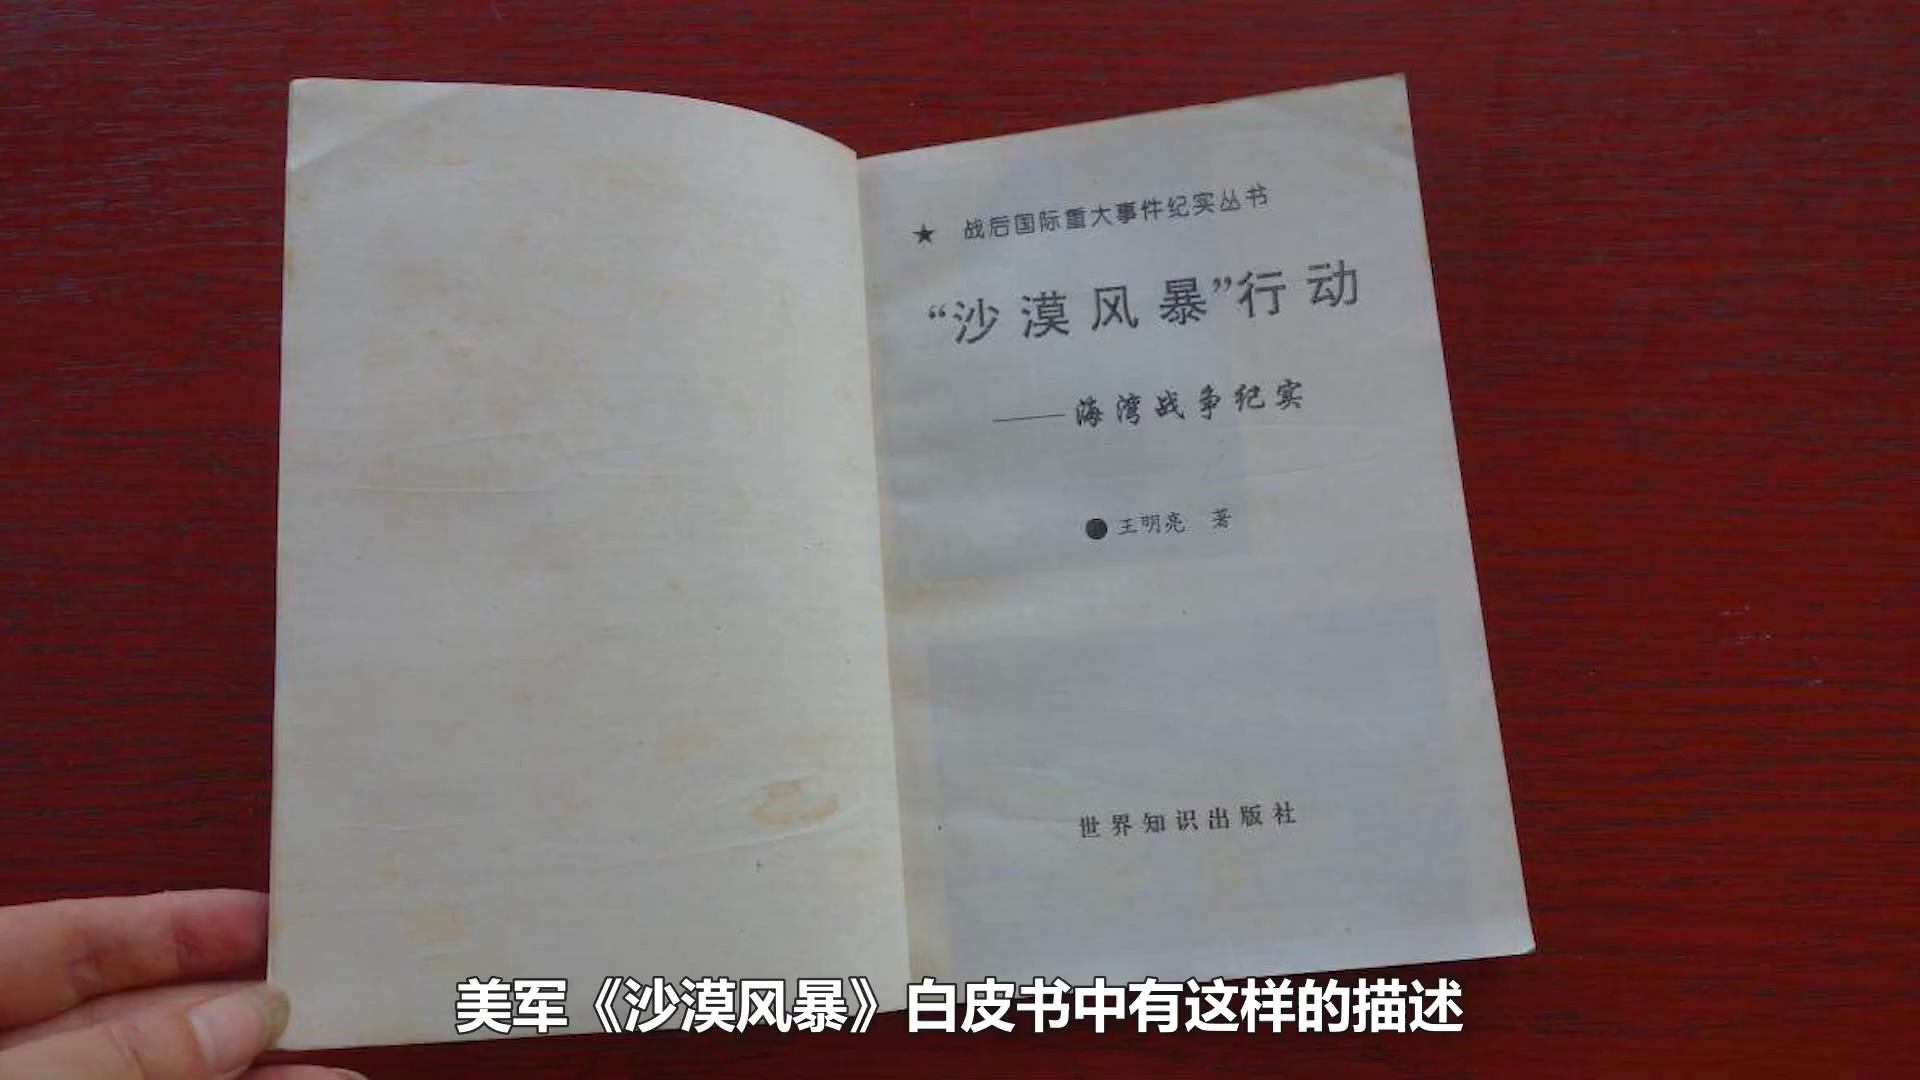 ★ 战后国际重大事件纪实丛书
“沙漠风暴”行动
——海湾战争纪实
●王明亮 著
世界知识出版社
美军《沙漠风暴》白皮书中有这样的描述